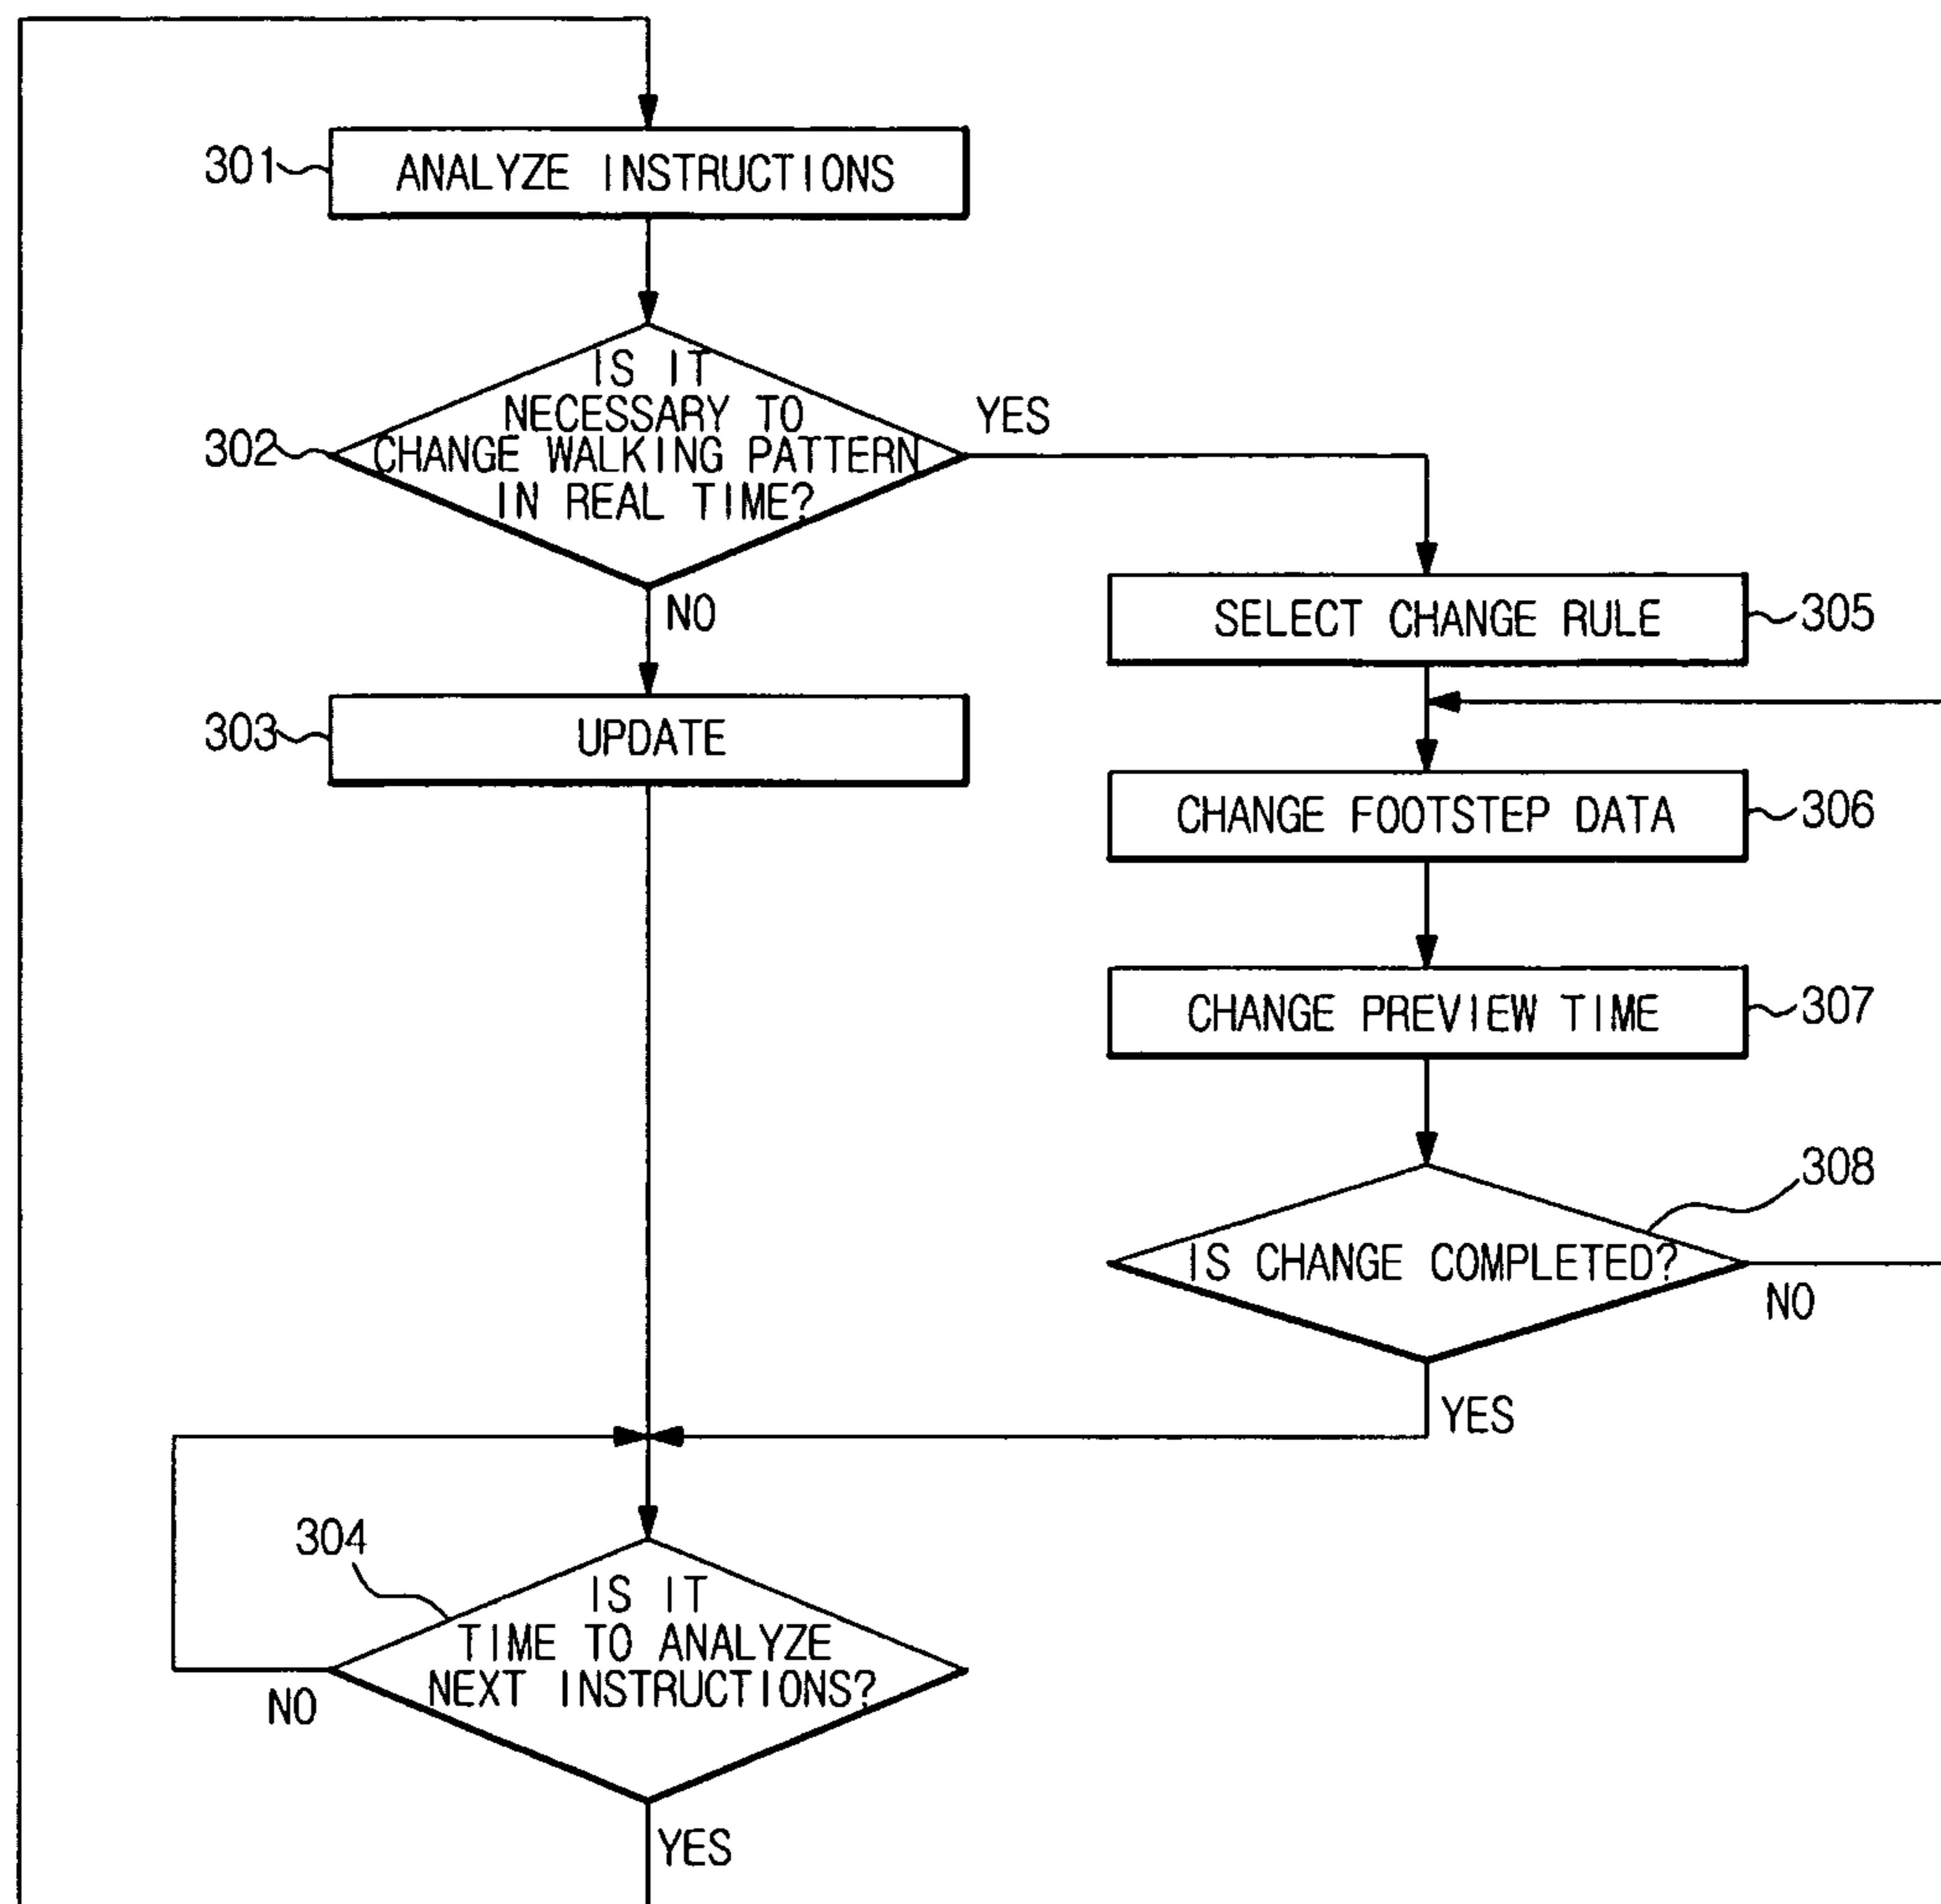 301
ANALYZE INSTRUCTIONS
302
IS IT
NECESSARY TO
CHANGE WALKING PATTERN
IN REAL TIME?
YES
NO
303
UPDATE
SELECT CHANGE RULE
305
CHANGE FOOTSTEP DATA
306
CHANGE PREVIEW TIME
307
308
IS CHANGE COMPLETED?
NO
YES
304
IS IT
TIME TO ANALYZE
NEXT INSTRUCTIONS?
NO
YES